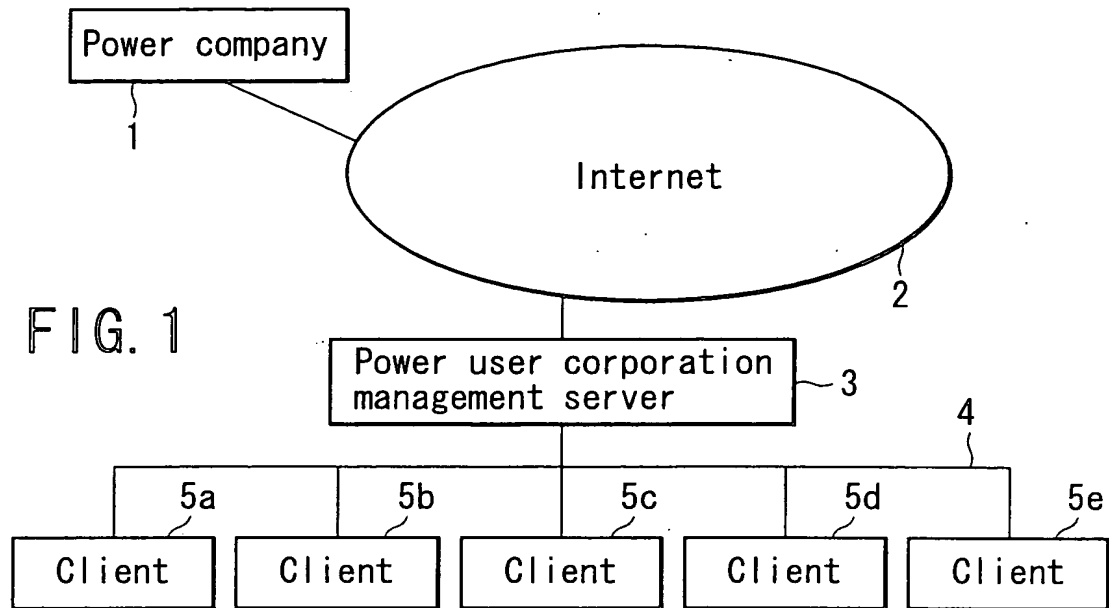 Power company
1
Internet
2
FIG. 1
Power user corporation
management server
3
4
5a
5b
5c
5d
5e
Client
Client
Client
Client
Client